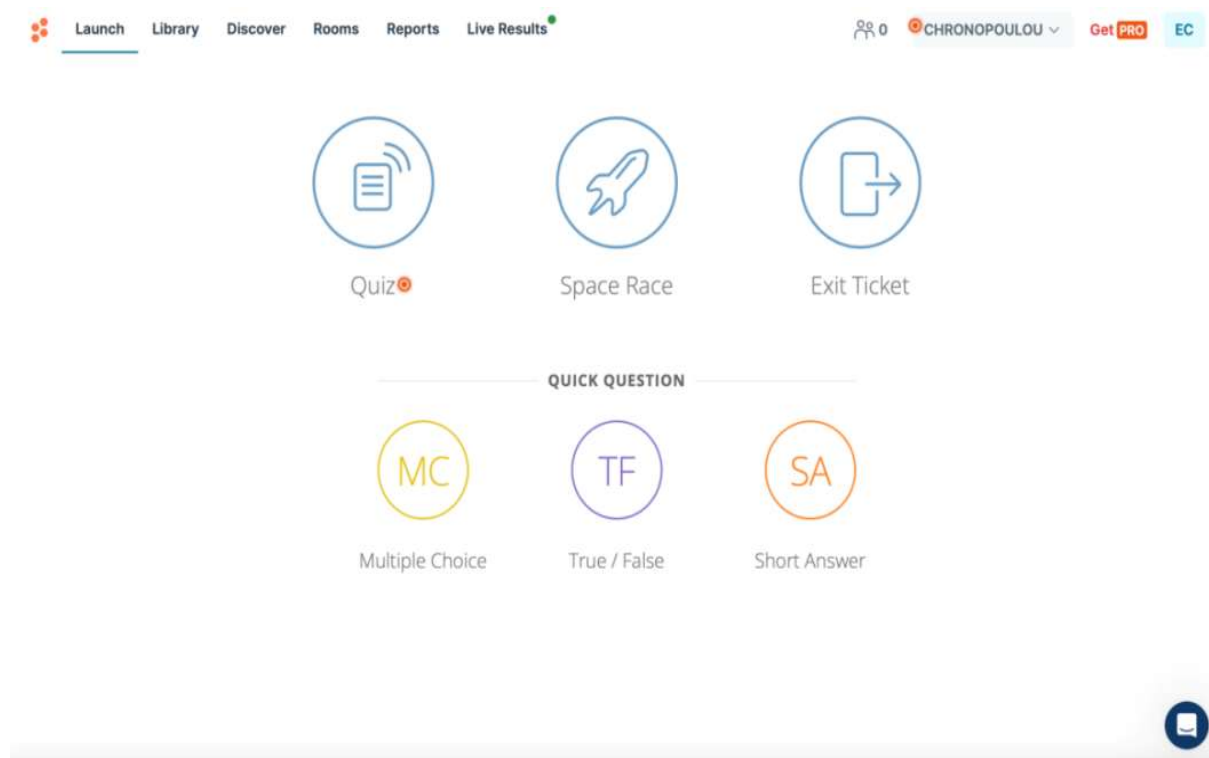 Launch Library Discover Rooms Reports Live Results 0 CHRONOPOULOU Get PRO EC
Quiz Space Race Exit Ticket
QUICK QUESTION
MC TF SA
Multiple Choice True / False Short Answer